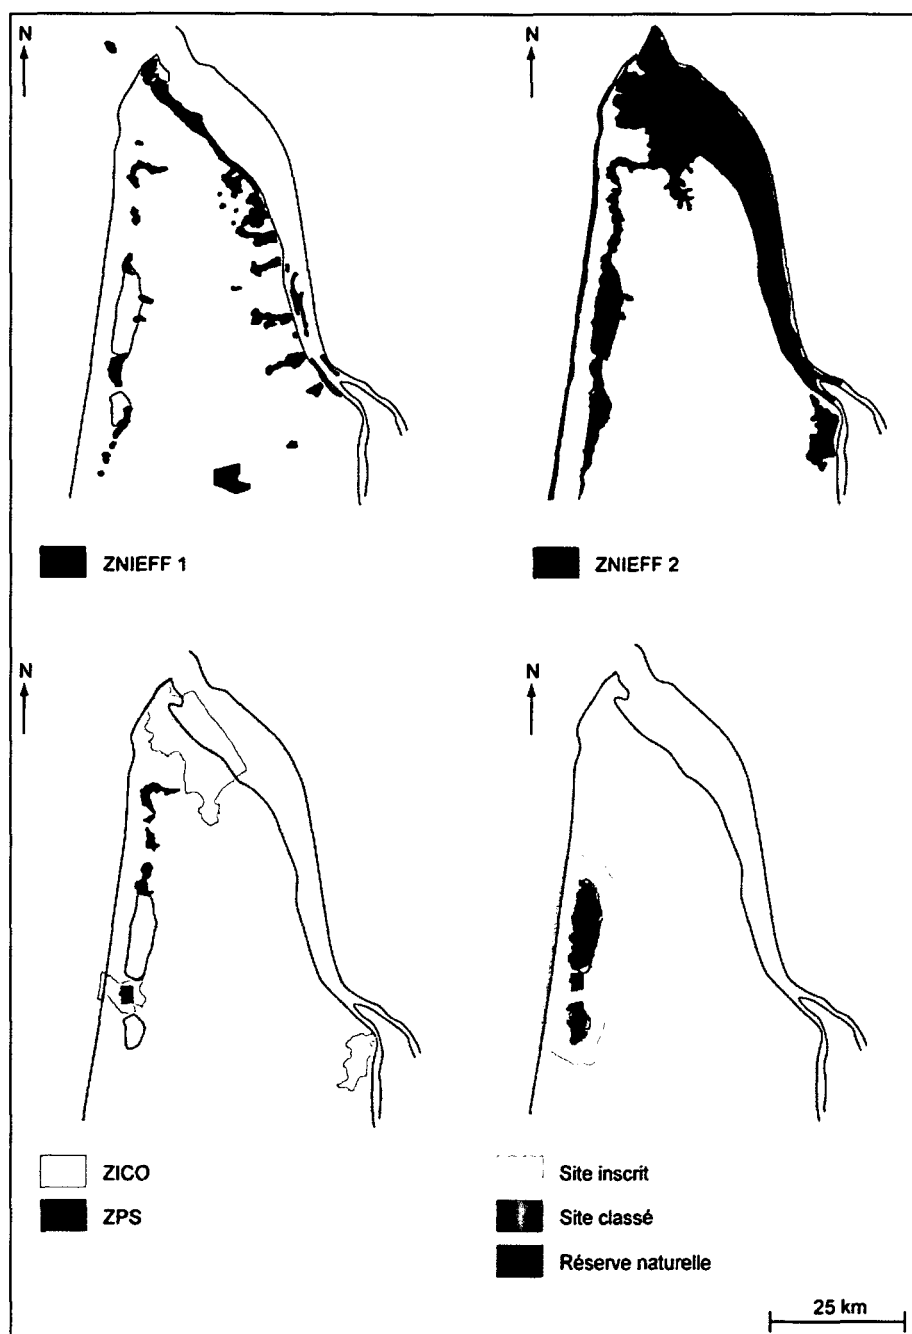 N
N
ZNIEFF 1
ZNIEFF 2
N
N
ZICO
ZPS
Site inscrit
Site classé
Réserve naturelle
25 km